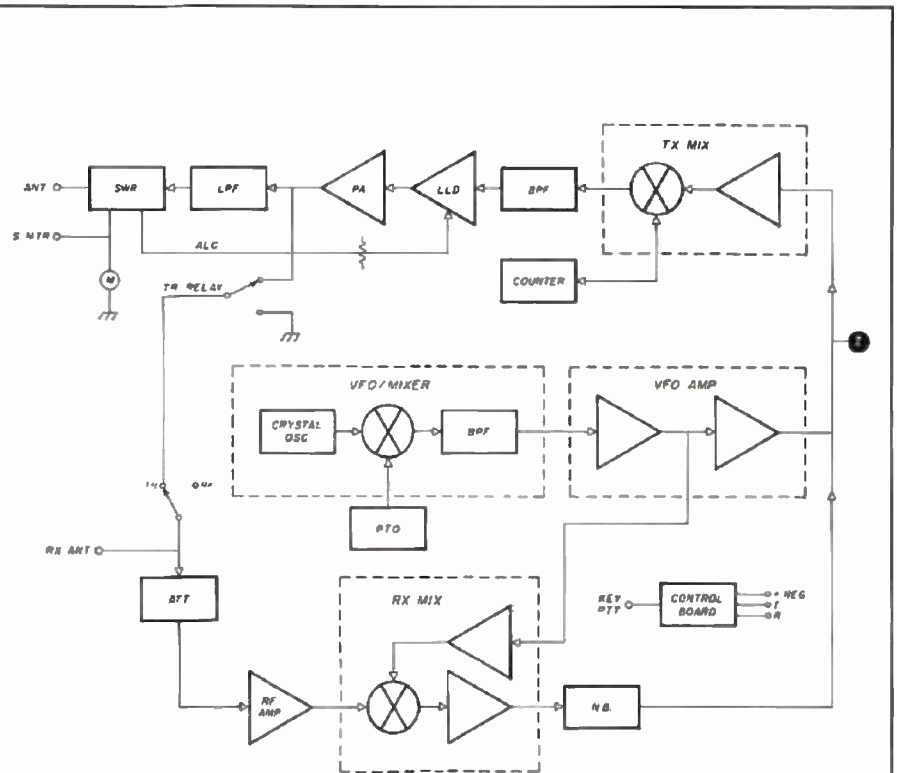 TX MIX
ANT
SWR
LPF
PA
LLD
BPF
S MTR
ALC
M
TR RELAY
COUNTER
VFO/MIXER
VFO AMP
CRYSTAL
OSC
BPF
PTO
RX ANT
ATT
RX MIX
KEY
PTT
CONTROL
BOARD
+ REG
T
R
RF
AMP
N.B.